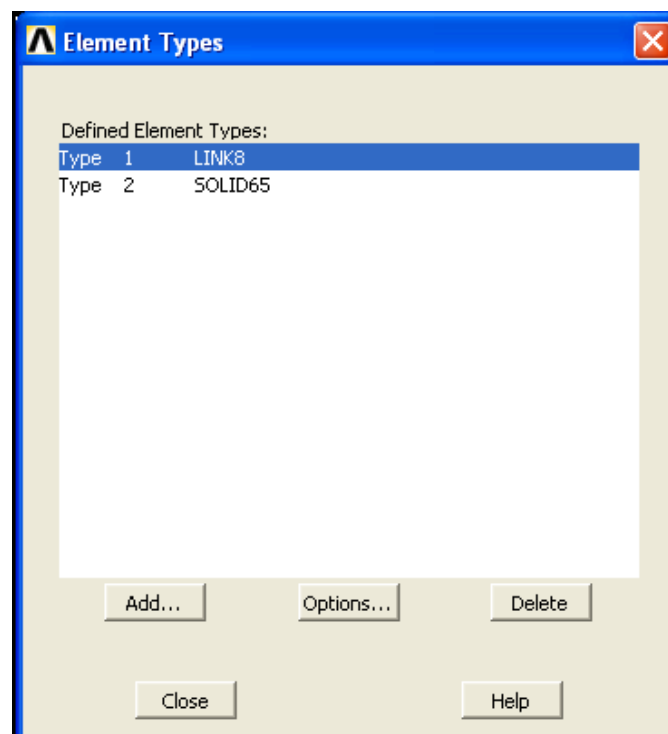 Element Types
Defined Element Types:
Type 1 LINK8
Type 2 SOLID65
Add... Options... Delete
Close Help